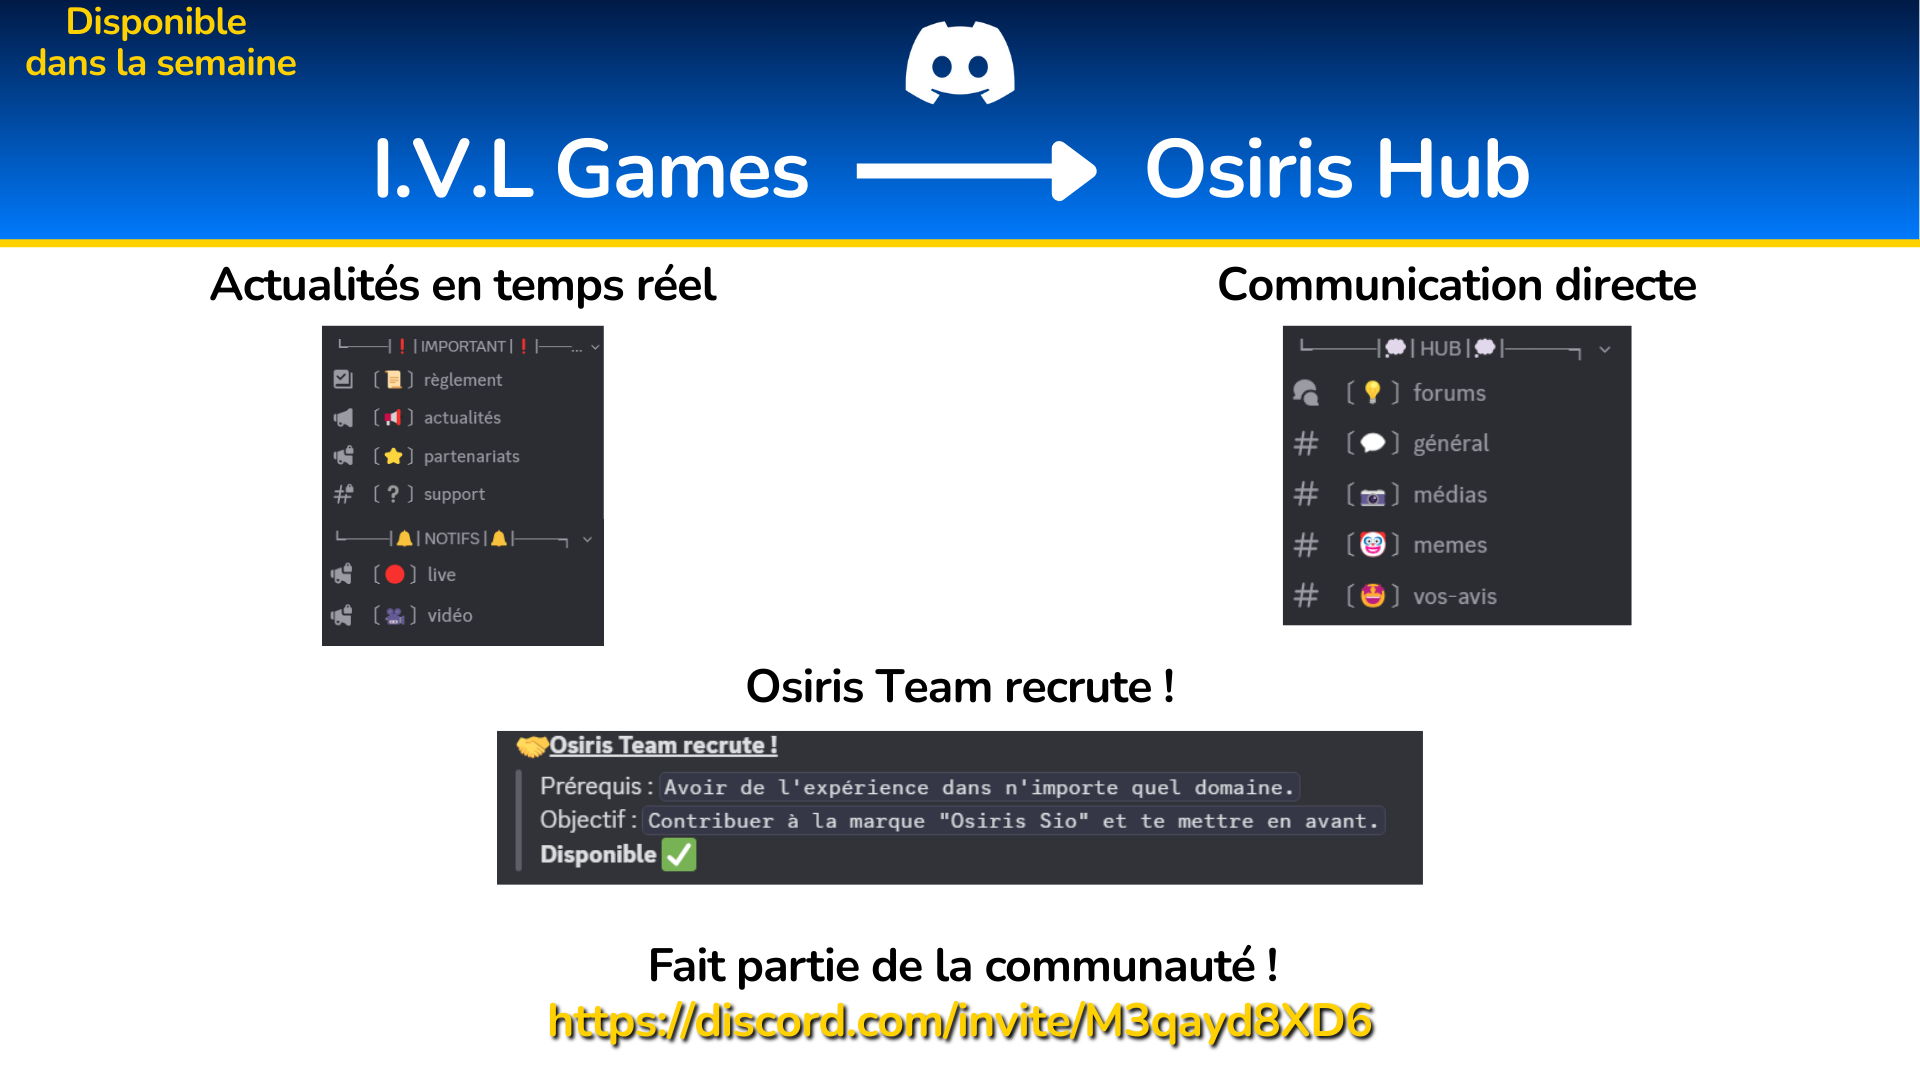 Disponible
dans la semaine
I.V.L Games
Osiris Hub
Actualités en temps réel
|❗| IMPORTANT |❗|
〔📜〕règlement
〔📢〕actualités
〔⭐〕partenariats
〔❔〕support
|🔔| NOTIFS |🔔|
〔🔴〕live
〔🎥〕vidéo
Communication directe
|💭| HUB |💭|
〔💡〕forums
〔💬〕général
〔📷〕médias
〔🤡〕memes
〔🤩〕vos-avis
Osiris Team recrute !
🤝Osiris Team recrute !
Prérequis : Avoir de l'expérience dans n'importe quel domaine.
Objectif : Contribuer à la marque "Osiris Sio" et te mettre en avant.
Disponible ✅
Fait partie de la communauté !
https://discord.com/invite/M3qayd8XD6